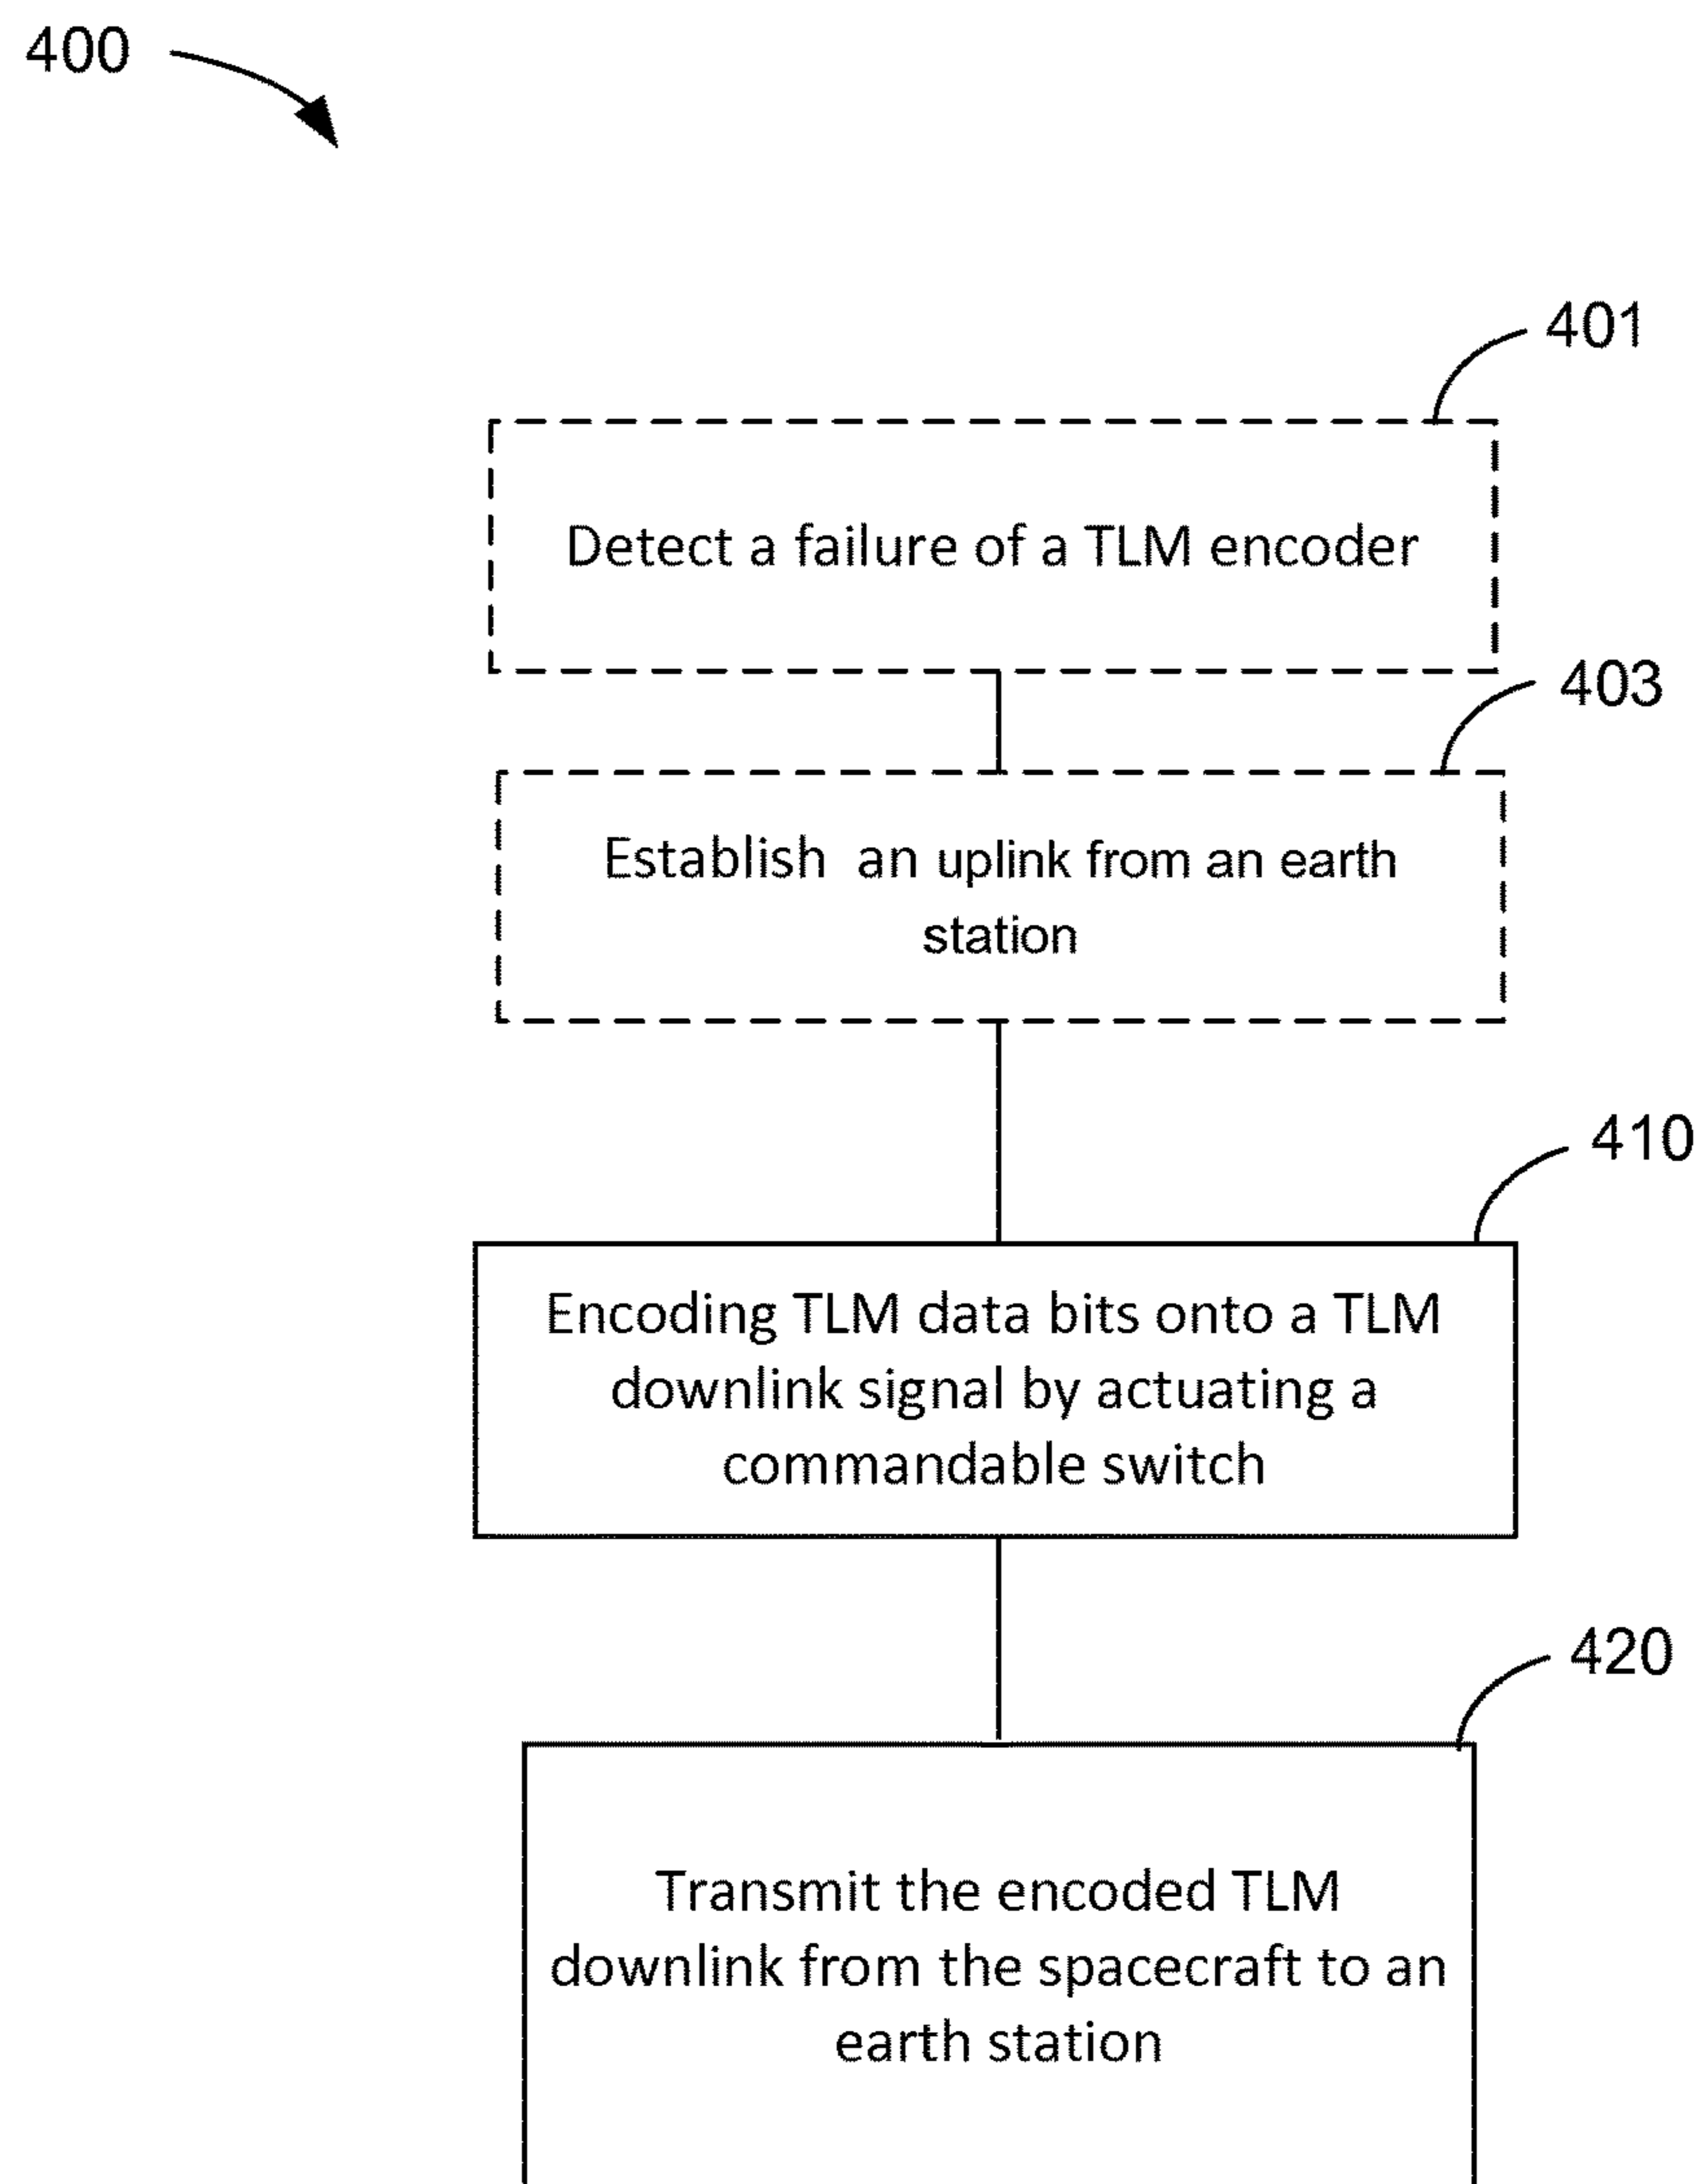 400
401
Detect a failure of a TLM encoder
403
Establish an uplink from an earth
station
410
Encoding TLM data bits onto a TLM
downlink signal by actuating a
commandable switch
420
Transmit the encoded TLM
downlink from the spacecraft to an
earth station